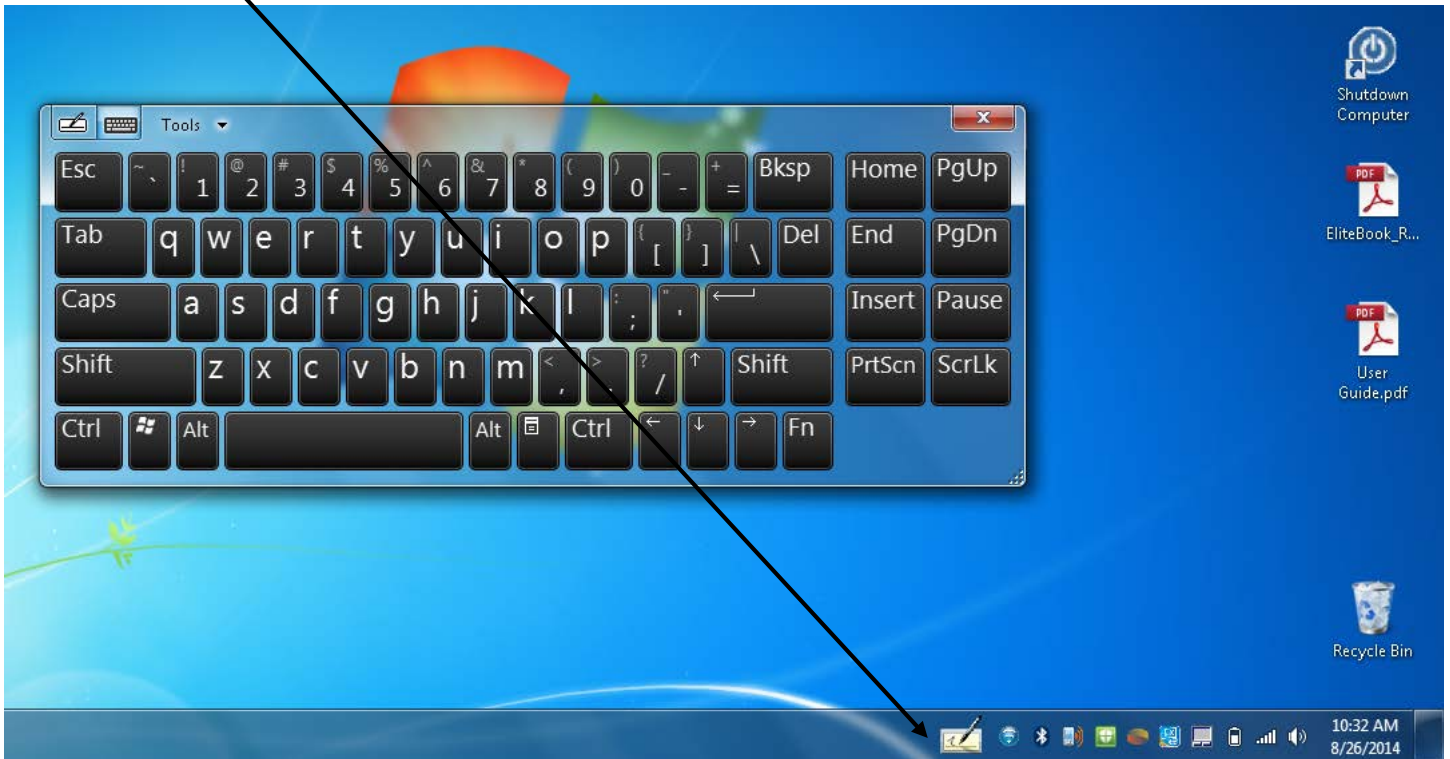 Shutdown
Computer
Tools
Esc ~ ` ! 1 @ 2 # 3 $ 4 % 5 ^ 6 & 7 * 8 ( 9 ) 0 _ - + = Bksp Home PgUp
Tab q w e r t y u i o p { [ } ] | \ Del End PgDn
Caps a s d f g h j k l : ; " ' Insert Pause
Shift z x c v b n m < , > . ? / ↑ Shift PrtScn ScrLk
Ctrl Alt Alt Ctrl ← ↓ → Fn
PDF
EliteBook_R...
PDF
User
Guide.pdf
Recycle Bin
10:32 AM
8/26/2014